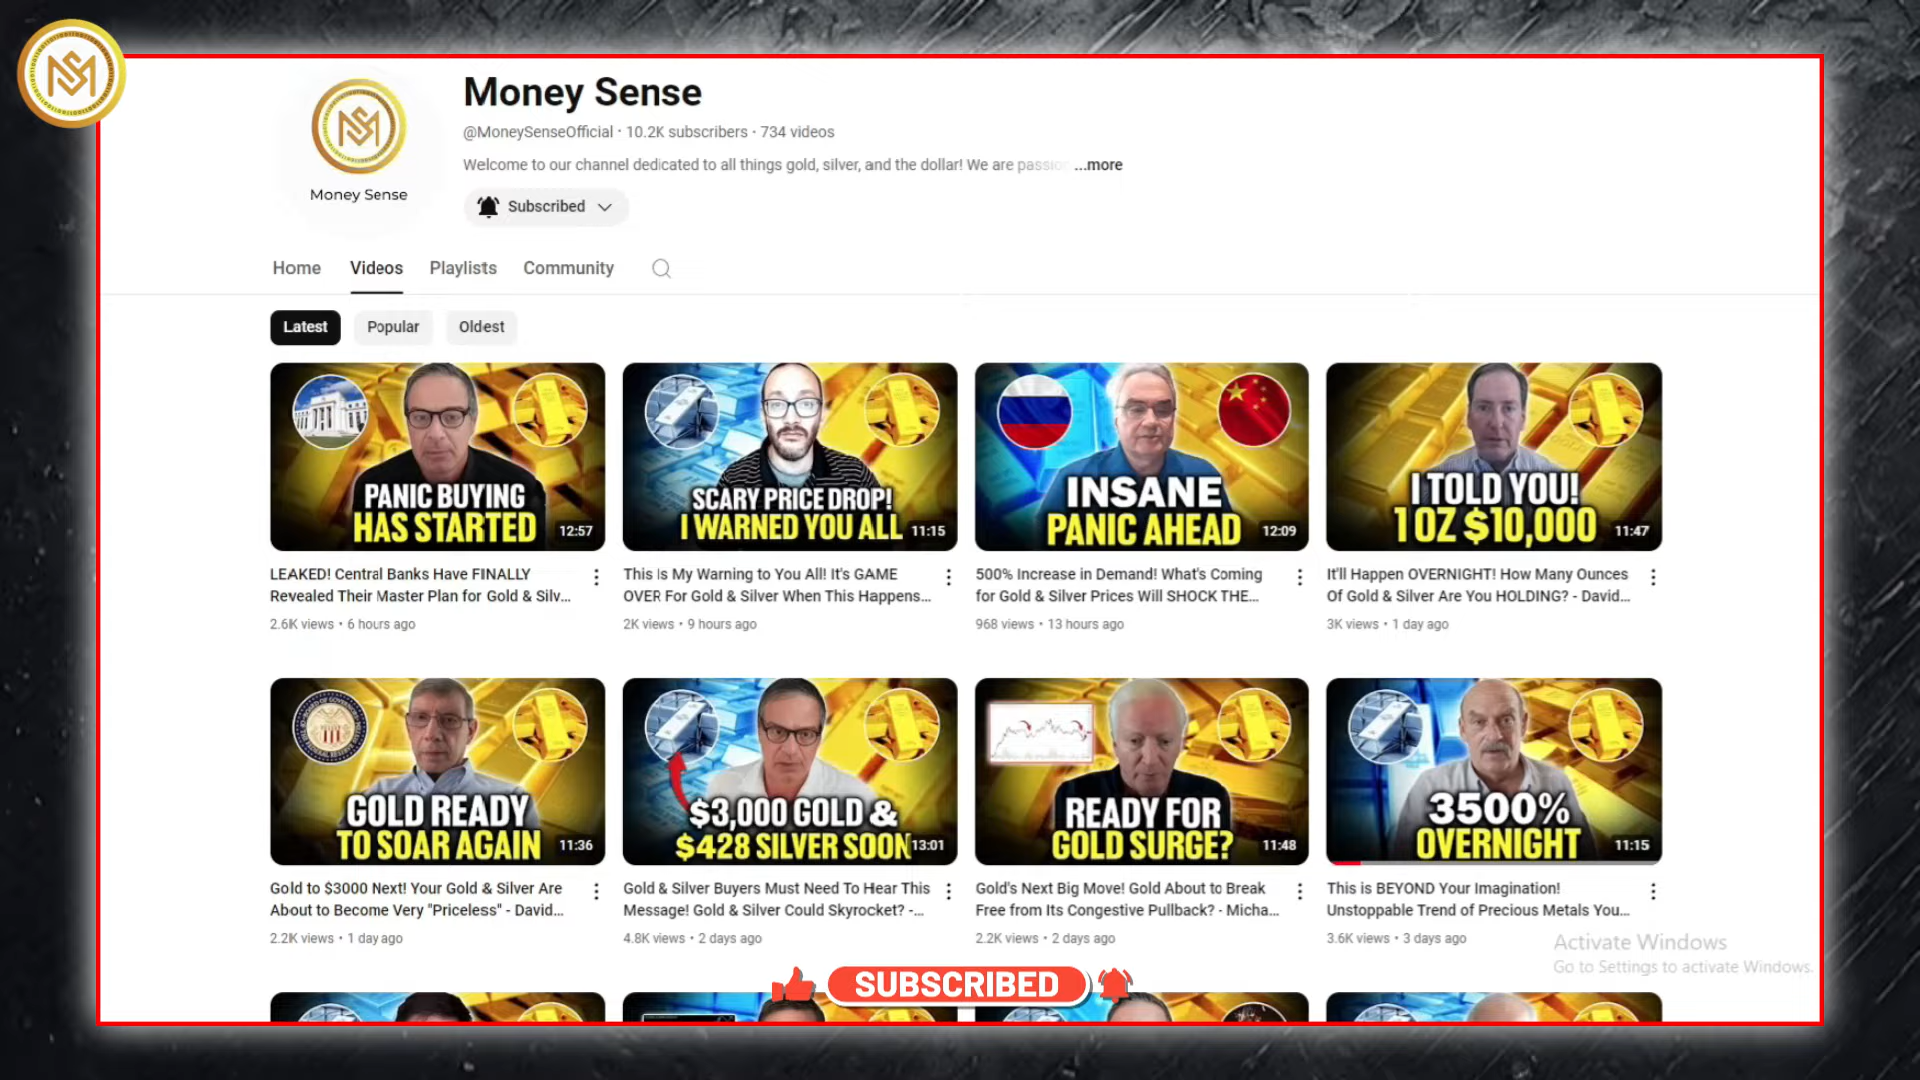 Money Sense
@MoneySenseOfficial · 10.2K subscribers · 734 videos
Welcome to our channel dedicated to all things gold, silver, and the dollar! We are passio ...more
Money Sense
Subscribed
Home Videos Playlists Community
Latest Popular Oldest
PANIC BUYING
HAS STARTED
12:57
SCARY PRICE DROP!
I WARNED YOU ALL
11:15
INSANE
PANIC AHEAD
12:09
I TOLD YOU!
1 OZ $10,000
11:47
LEAKED! Central Banks Have FINALLY
Revealed Their Master Plan for Gold & Silv...
2.6K views • 6 hours ago
This Is My Warning to You All! It's GAME
OVER For Gold & Silver When This Happens...
2K views • 9 hours ago
500% Increase in Demand! What's Coming
for Gold & Silver Prices Will SHOCK THE...
968 views • 13 hours ago
It'll Happen OVERNIGHT! How Many Ounces
Of Gold & Silver Are You HOLDING? - David...
3K views • 1 day ago
GOLD READY
TO SOAR AGAIN
11:36
$3,000 GOLD &
$428 SILVER SOON
13:01
READY FOR
GOLD SURGE?
11:48
3500%
OVERNIGHT
11:15
Gold to $3000 Next! Your Gold & Silver Are
About to Become Very "Priceless" - David...
2.2K views • 1 day ago
Gold & Silver Buyers Must Need To Hear This
Message! Gold & Silver Could Skyrocket? -...
4.8K views • 2 days ago
Gold's Next Big Move! Gold About to Break
Free from Its Congestive Pullback? - Micha...
2.2K views • 2 days ago
This is BEYOND Your Imagination!
Unstoppable Trend of Precious Metals You...
3.6K views • 3 days ago
Activate Windows
Go to Settings to activate Windows.
SUBSCRIBED